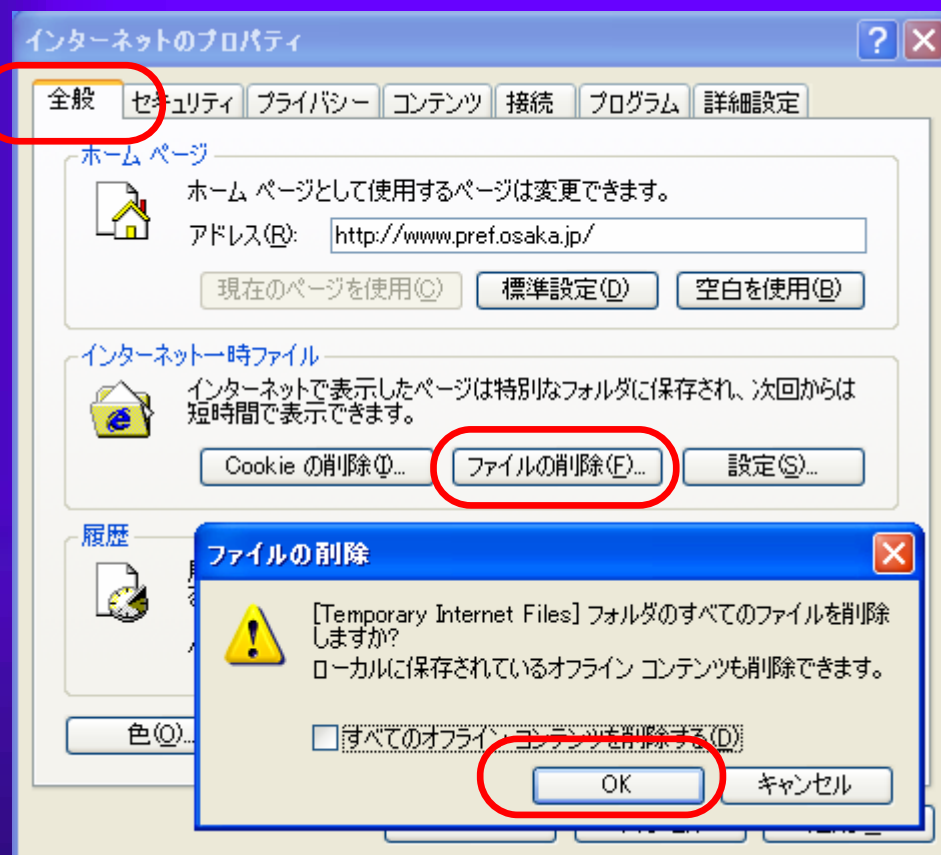 インターネットのプロパティ
全般 セキュリティ プライバシー コンテンツ 接続 プログラム 詳細設定
ホーム ページ
ホーム ページとして使用するページは変更できます。
アドレス(R): http://www.pref.osaka.jp/
現在のページを使用(C) 標準設定(D) 空白を使用(B)
インターネット一時ファイル
インターネットで表示したページは特別なフォルダに保存され、次回からは
短時間で表示できます。
Cookie の削除(I)... ファイルの削除(F)... 設定(S)...
履歴
ファイルの削除
[Temporary Internet Files] フォルダのすべてのファイルを削除
しますか?
ローカルに保存されているオフライン コンテンツも削除できます。
色(O)...
すべてのオフライン コンテンツを削除する(D)
OK キャンセル